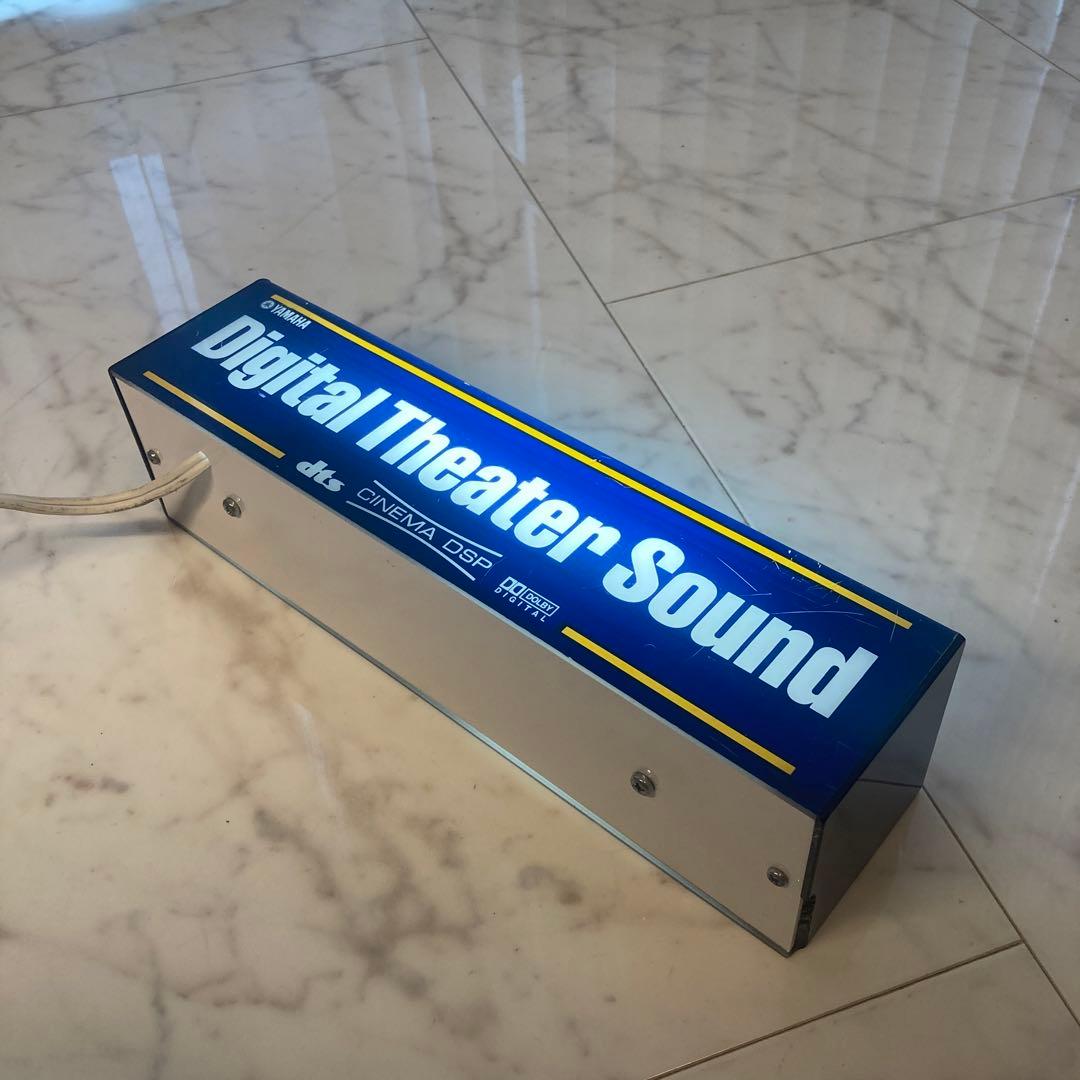 YAMAHA
Digital Theater Sound
dts CINEMA DSP DOLBY
DIGITAL